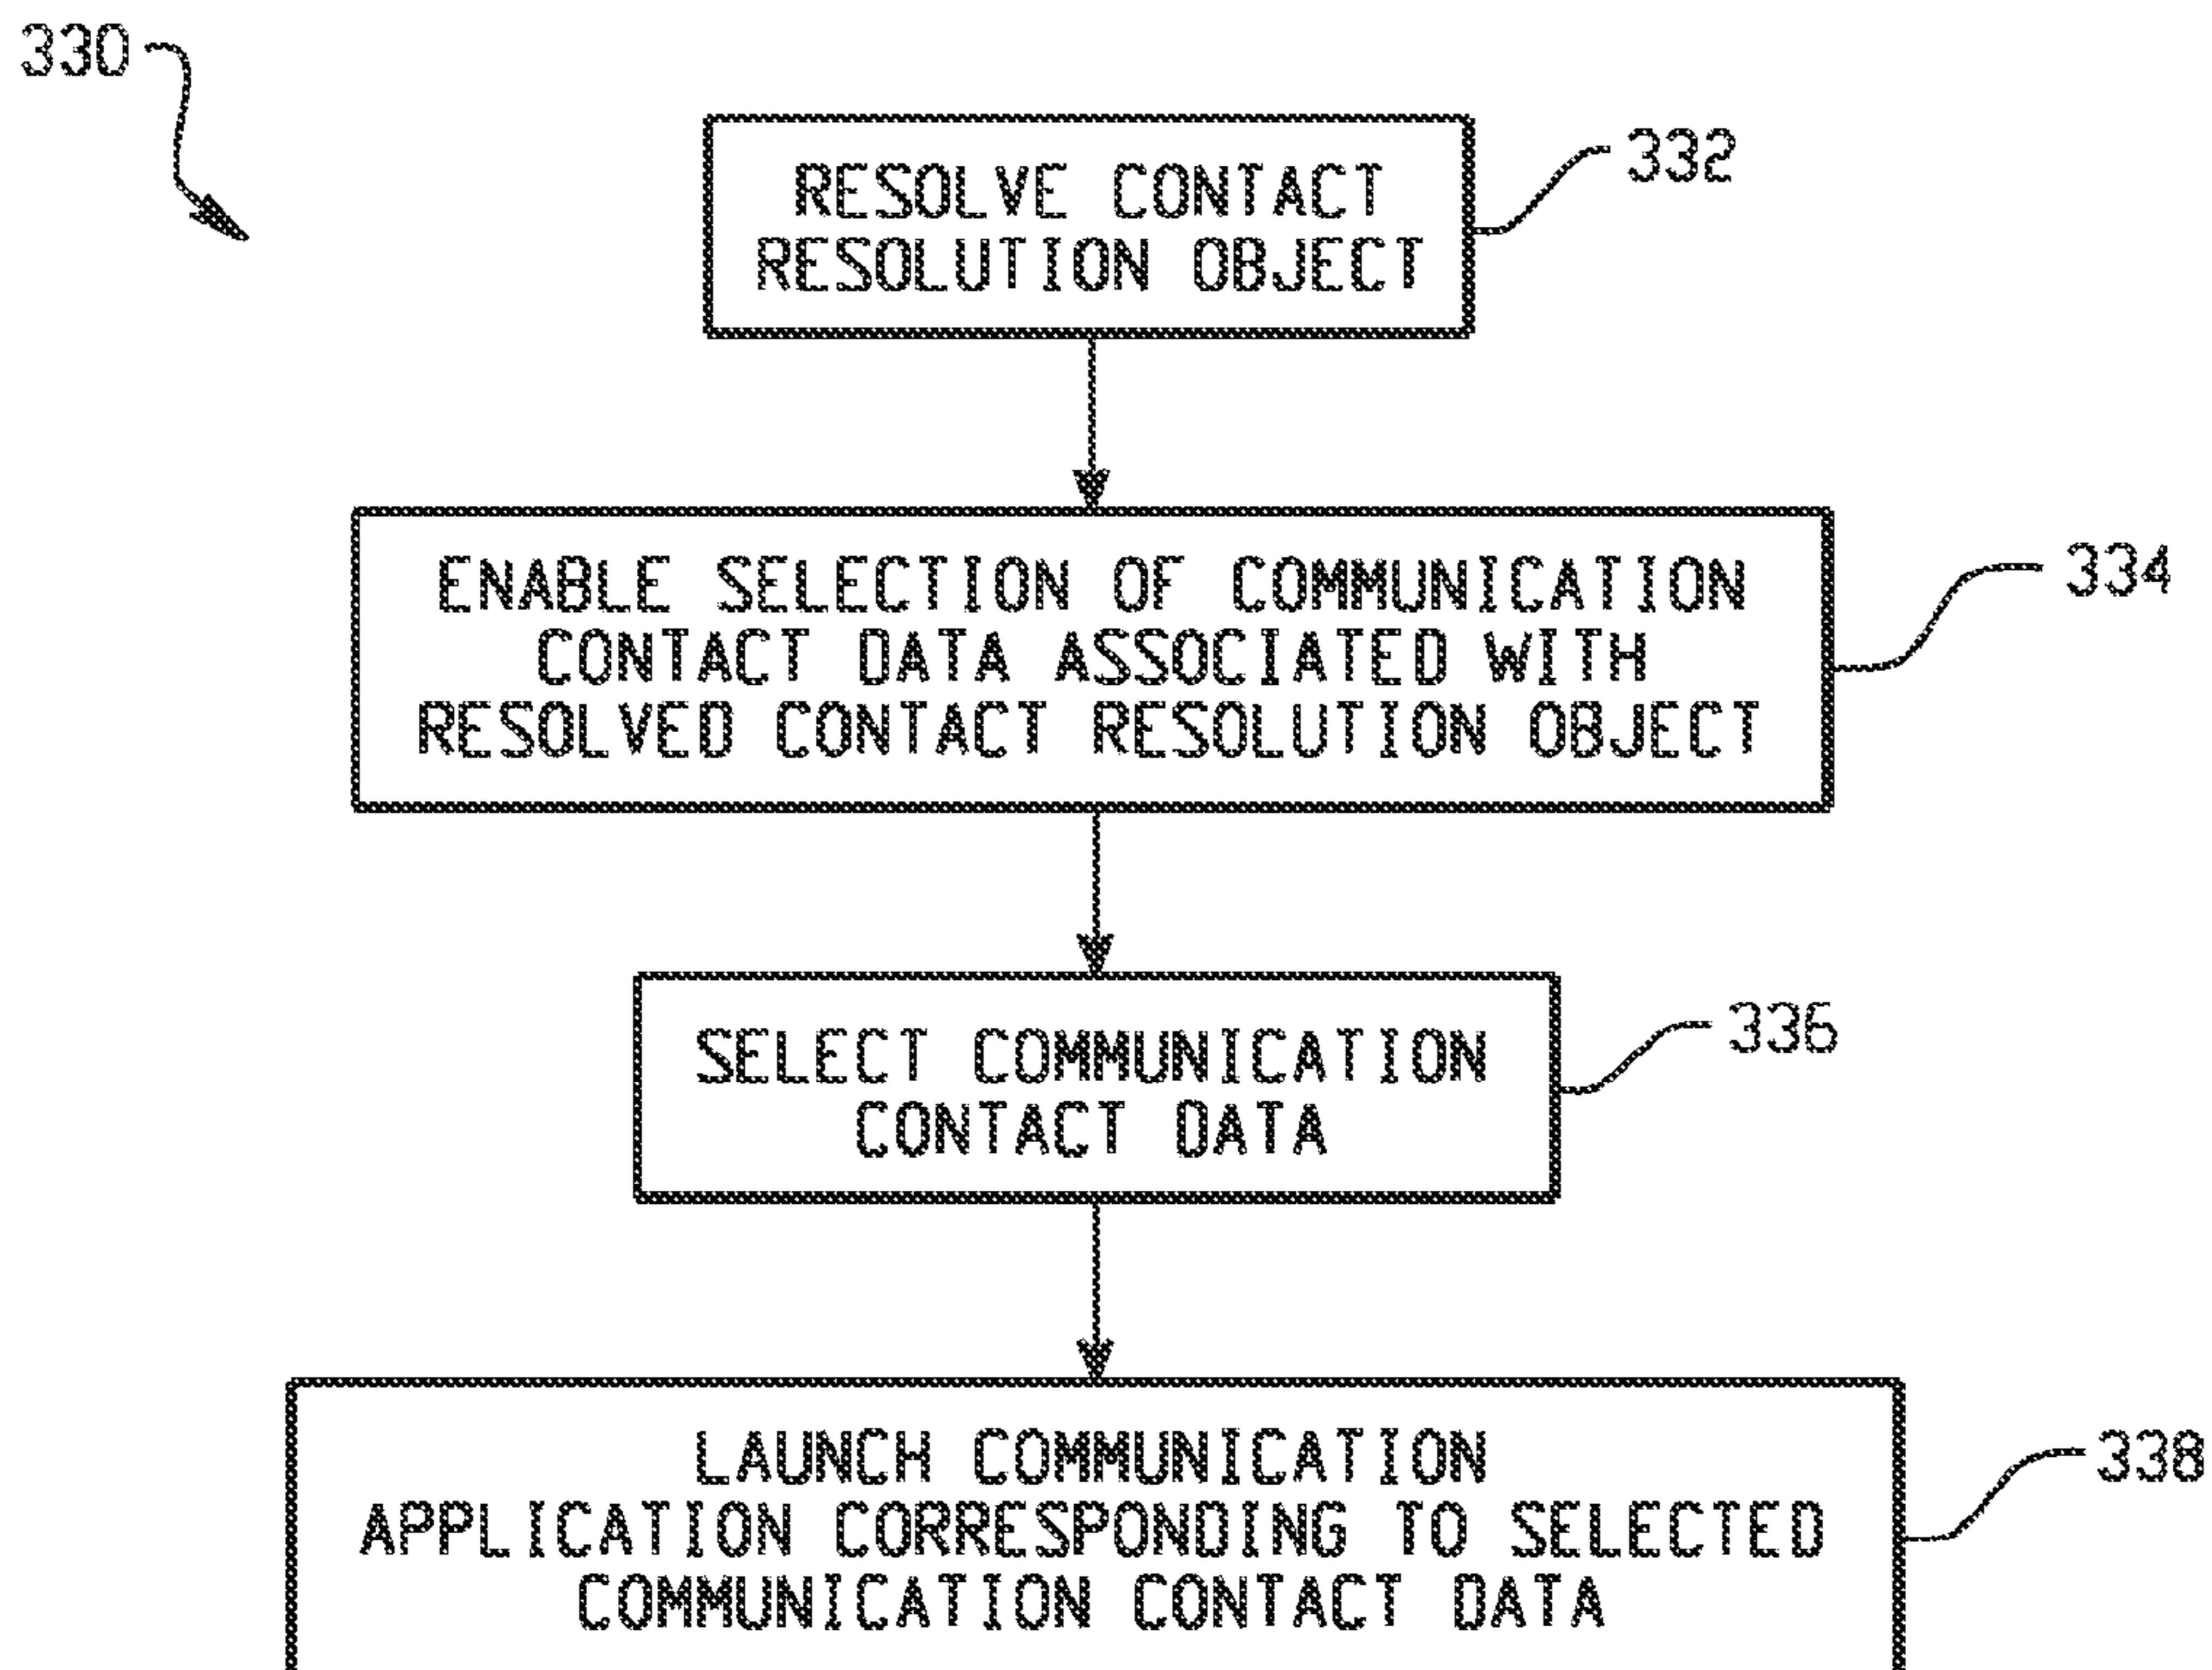 330
RESOLVE CONTACT
RESOLUTION OBJECT
332
ENABLE SELECTION OF COMMUNICATION
CONTACT DATA ASSOCIATED WITH
RESOLVED CONTACT RESOLUTION OBJECT
334
SELECT COMMUNICATION
CONTACT DATA
336
LAUNCH COMMUNICATION
APPLICATION CORRESPONDING TO SELECTED
COMMUNICATION CONTACT DATA
338